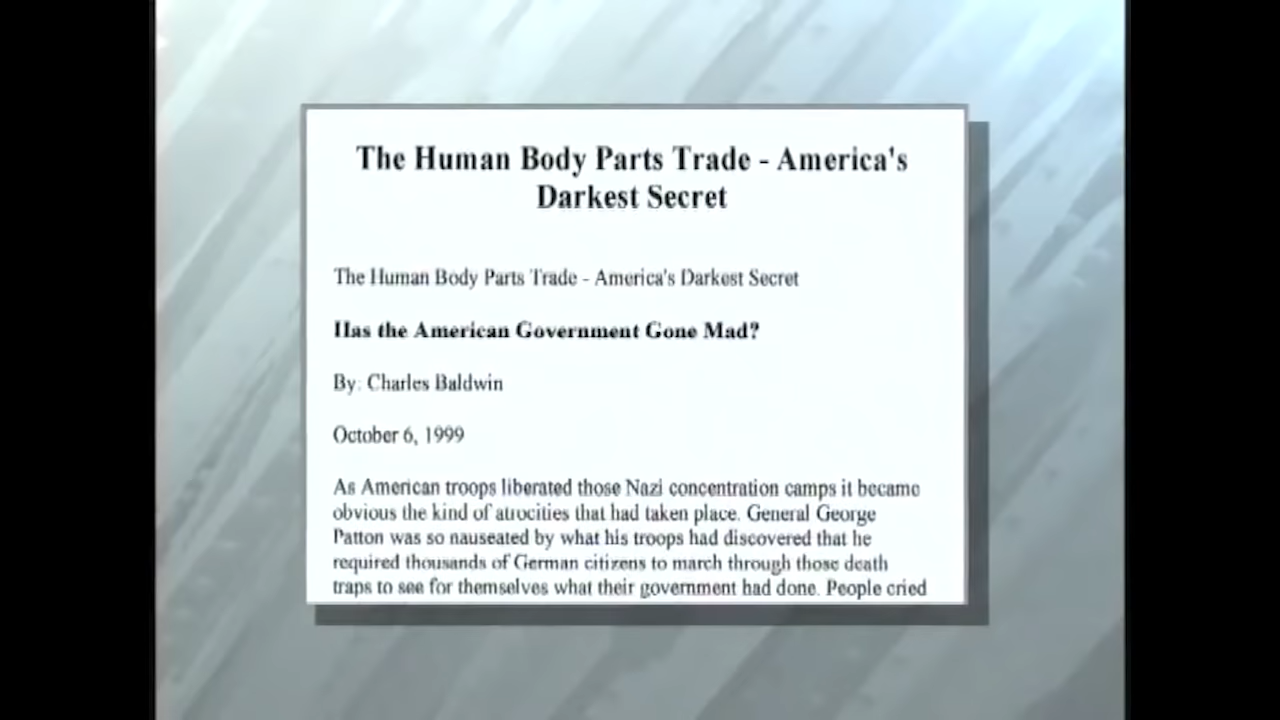 The Human Body Parts Trade - America's
Darkest Secret
The Human Body Parts Trade - America's Darkest Secret
Has the American Government Gone Mad?
By: Charles Baldwin
October 6, 1999
As American troops liberated those Nazi concentration camps it became
obvious the kind of atrocities that had taken place. General George
Patton was so nauseated by what his troops had discovered that he
required thousands of German citizens to march through those death
traps to see for themselves what their government had done. People cried